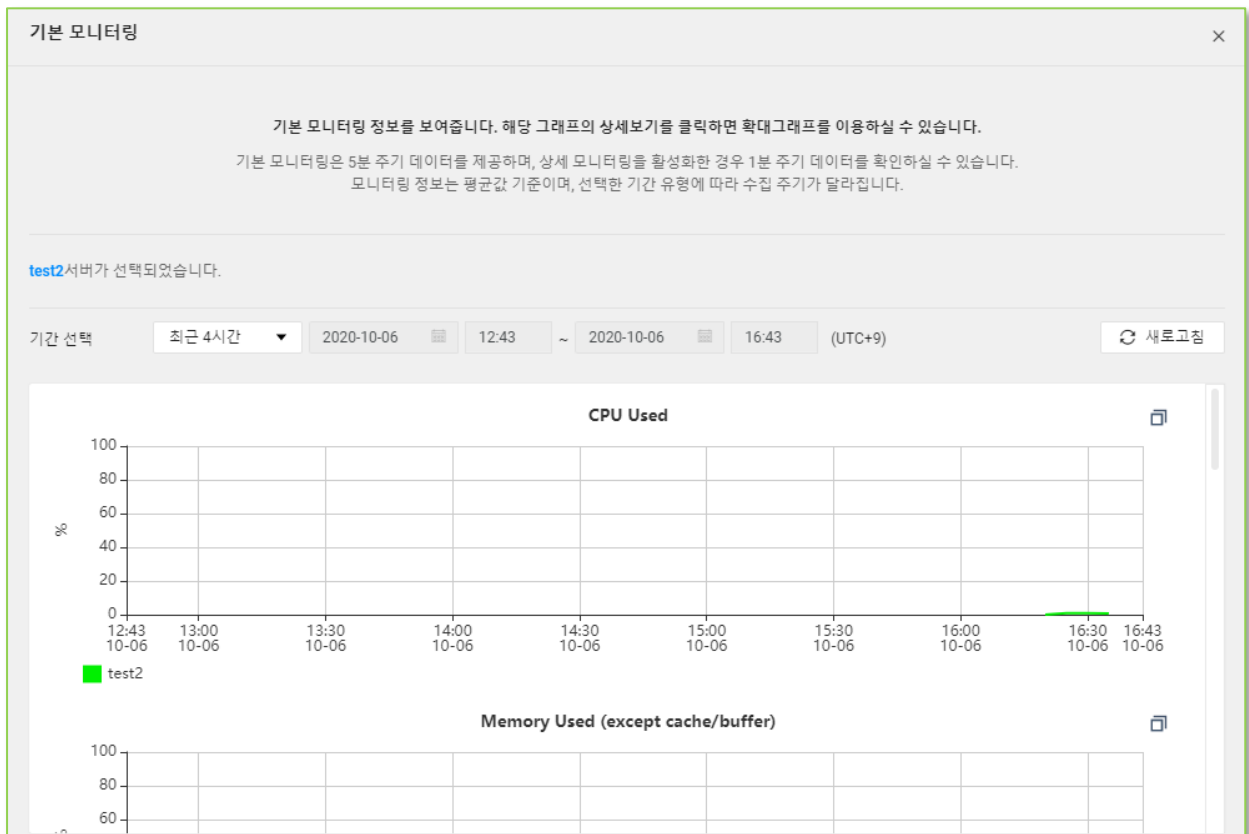 기본 모니터링
기본 모니터링 정보를 보여줍니다. 해당 그래프의 상세보기를 클릭하면 확대그래프를 이용하실 수 있습니다.
기본 모니터링은 5분 주기 데이터를 제공하며, 상세 모니터링을 활성화한 경우 1분 주기 데이터를 확인하실 수 있습니다.
모니터링 정보는 평균값 기준이며, 선택한 기간 유형에 따라 수집 주기가 달라집니다.
test2서버가 선택되었습니다.
기간 선택 최근 4시간 2020-10-06 12:43 ~ 2020-10-06 16:43 (UTC+9) 새로고침
CPU Used
100
80
60
%
40
20
0
12:43 13:00 13:30 14:00 14:30 15:00 15:30 16:00 16:30 16:43
10-06 10-06 10-06 10-06 10-06 10-06 10-06 10-06 10-06 10-06
test2
Memory Used (except cache/buffer)
100
80
60